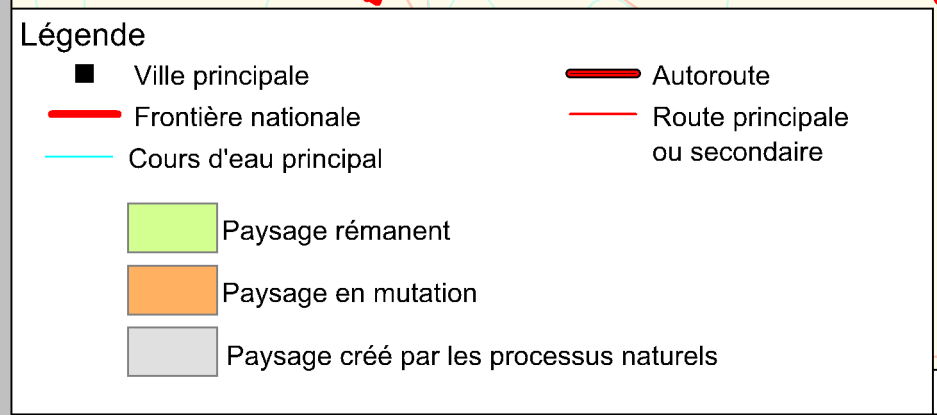 Légende
Ville principale
Frontière nationale
Cours d'eau principal
Autoroute
Route principale
ou secondaire
Paysage rémanent
Paysage en mutation
Paysage créé par les processus naturels